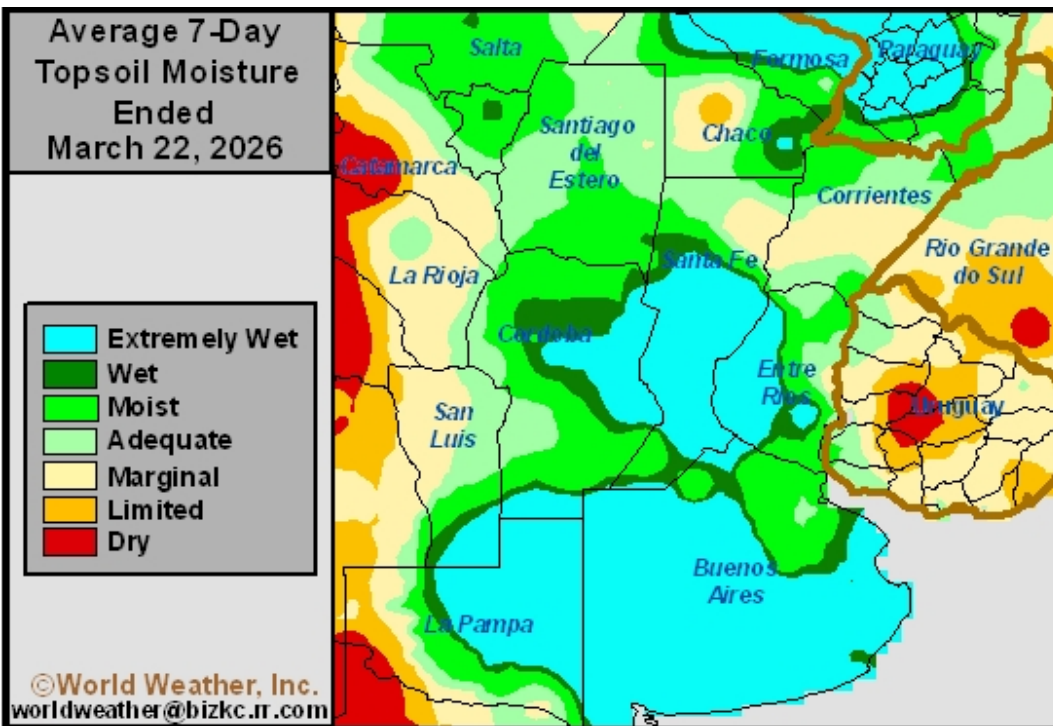 Average 7-Day
Topsoil Moisture
Ended
March 22, 2026
Extremely Wet
Wet
Moist
Adequate
Marginal
Limited
Dry
©World Weather, Inc.
worldweather@bizkc.rr.com
Salta
Formosa
Paraguay
Santiago
del
Estero
Chaco
Catamarca
Corrientes
La Rioja
Santa Fe
Rio Grande
do Sul
Cordoba
Entre
Rios
San
Luis
Uruguay
Buenos
Aires
La Pampa